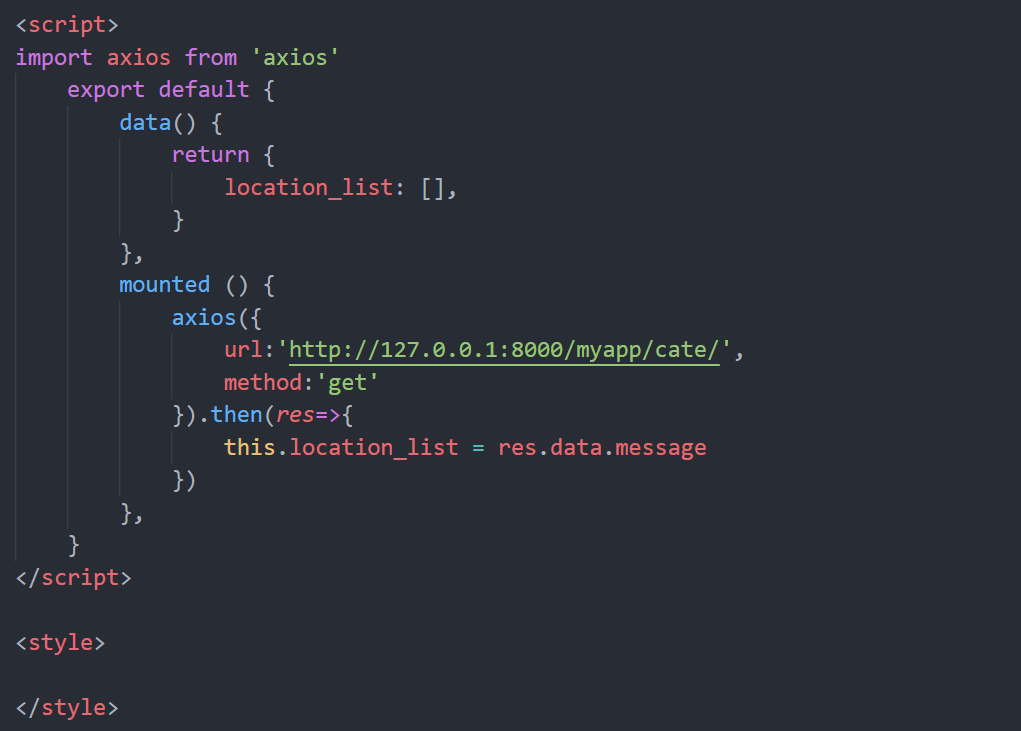 <script>
import axios from 'axios'
    export default {
        data() {
            return {
                location_list: [],
            }
        },
        mounted () {
            axios({
                url:'http://127.0.0.1:8000/myapp/cate/',
                method:'get'
            }).then(res=>{
                this.location_list = res.data.message
            })
        },
    }
</script>

<style>

</style>